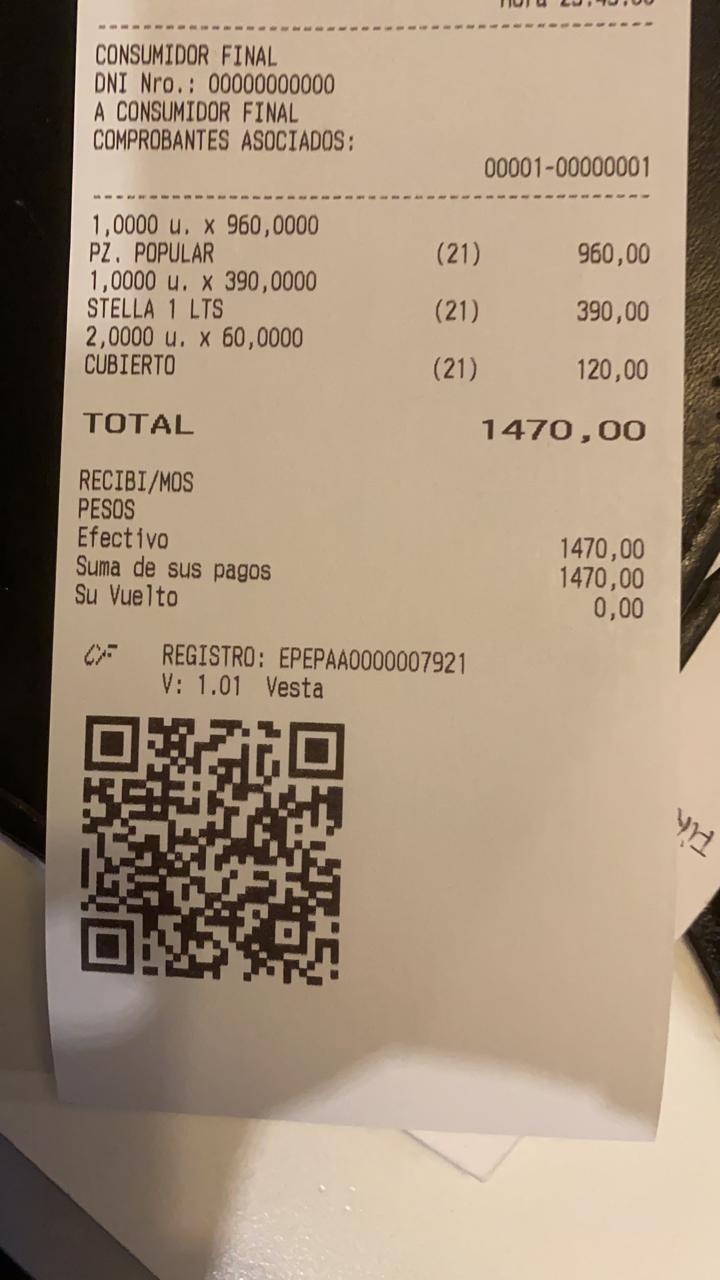 CONSUMIDOR FINAL
DNI Nro.: 00000000000
A CONSUMIDOR FINAL
COMPROBANTES ASOCIADOS:
00001-00000001
1,0000 u. x 960,0000
PZ. POPULAR (21) 960,00
1,0000 u. x 390,0000
STELLA 1 LTS (21) 390,00
2,0000 u. x 60,0000
CUBIERTO (21) 120,00
TOTAL 1470,00
RECIBI/MOS
PESOS
Efectivo 1470,00
Suma de sus pagos 1470,00
Su Vuelto 0,00
CF REGISTRO: EPEPAA0000007921
V: 1.01 Vesta